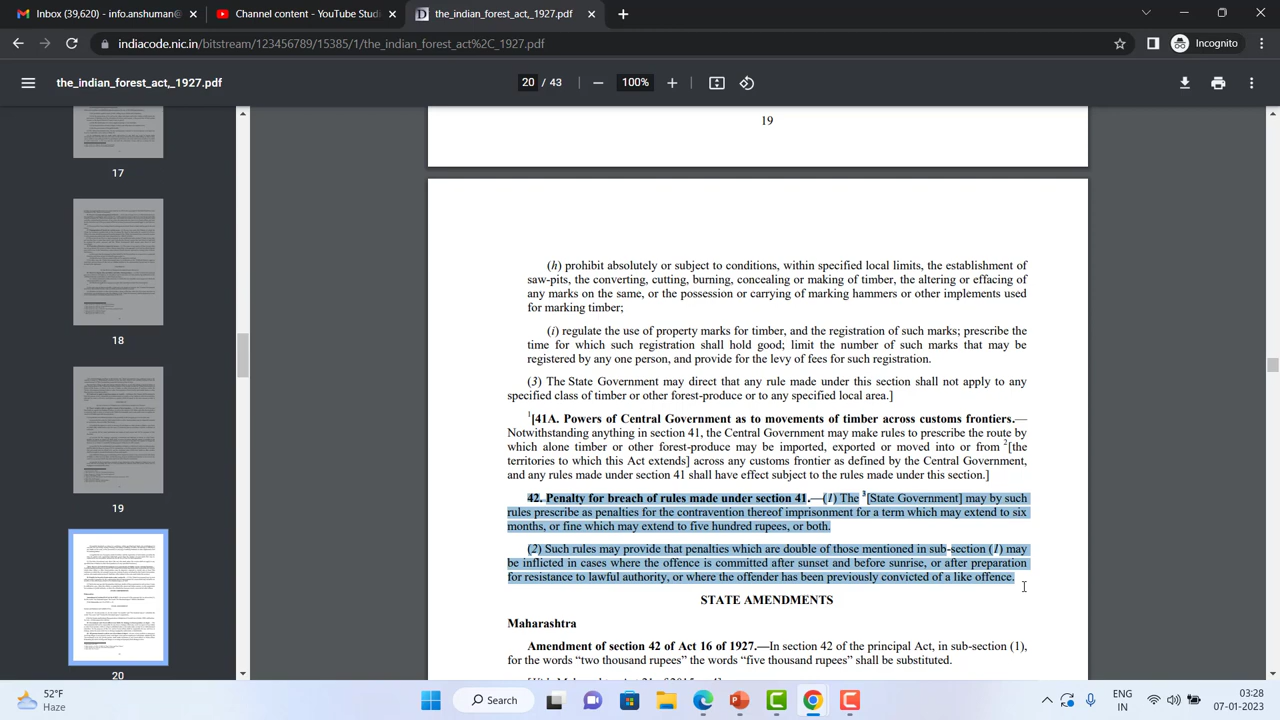 Inbox (39,620) - info.anshuman@
Channel content - YouTube Studi
the_indian_forest_act,_1927.pdf
indiacode.nic.in/bitstream/123456789/15385/1/the_indian_forest_act%2C_1927.pdf
Incognito
the_indian_forest_act,_1927.pdf
20 / 43
100%
17
18
19
20
19
(h) prohibit absolutely or subject to conditions, within specified local limits, the establishment of
saw-pits, the converting, cutting, burning, concealing or making of timber, the altering or effacing of
any marks on the same, or the possession or carrying of marking hammers or other implements used
for marking timber;
(i) regulate the use of property marks for timber, and the registration of such marks; prescribe the
time for which such registration shall hold good; limit the number of such marks that may be
registered by any one person, and provide for the levy of fees for such registration.
(3) The State Government may direct that any rule made under this section shall not apply to any
specified class of timber or other forest-produce or to any specified local area.]
1[41A. Powers of Central Government as to movements of timber across customs frontiers.—
Notwithstanding anything in section 41, the Central Government may make rules to prescribe the route by
which alone timber or other forest-produce may be imported, exported or moved into or from 2[the
territories to which this Act extends] across any customs frontier as defined by the Central Government,
and any rules made under section 41 shall have effect subject to the rules made under this section.]
42. Penalty for breach of rules made under section 41.—(1) The 3[State Government] may by such
rules prescribe as penalties for the contravention thereof imprisonment for a term which may extend to six
months, or fine which may extend to five hundred rupees, or both.
(2) Such rules may provide that penalties which are double of those mentioned in sub-section (1) may
be inflicted in cases where the offence is committed after sunset and before sunrise, or after preparation
for resistance to lawful authority, or where the offender has been previously convicted of a like offence.
STATE AMENDMENTS
Maharashtra
Amendment of section 42 of Act 16 of 1927.—In section 42 of the principal Act, in sub-section (1),
for the words “two thousand rupees” the words “five thousand rupees” shall be substituted.
52°F
Haze
Search
ENG
IN
03:28
07-01-2023